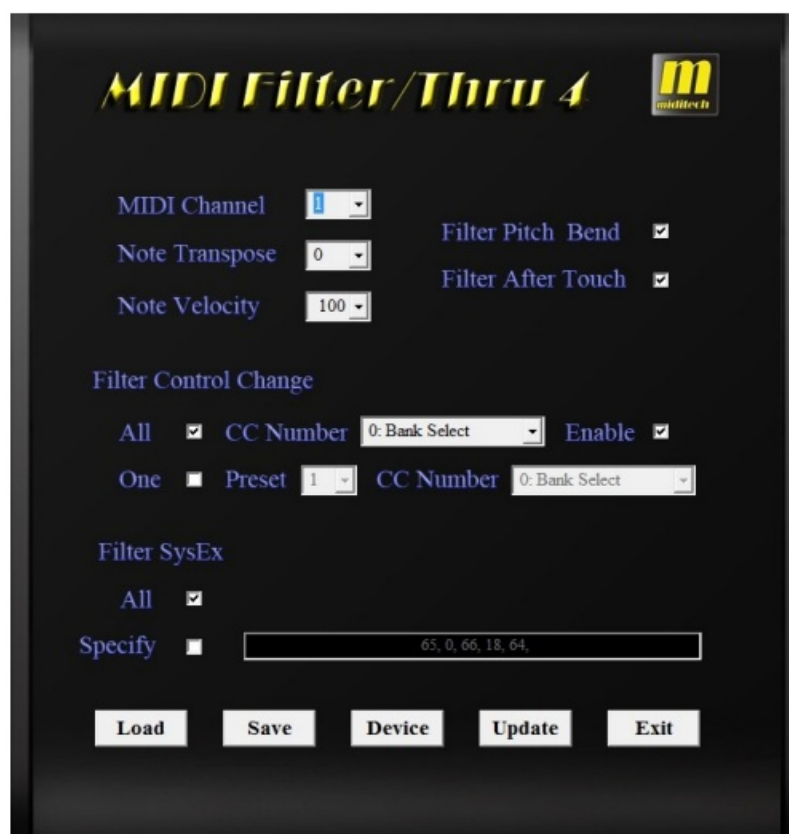 MIDI Filter/Thru 4
m
miditech
MIDI Channel 1
Note Transpose 0
Note Velocity 100
Filter Pitch Bend
Filter After Touch
Filter Control Change
All CC Number 0: Bank Select Enable
One Preset 1 CC Number 0: Bank Select
Filter SysEx
All
Specify 65, 0, 66, 18, 64,
Load Save Device Update Exit